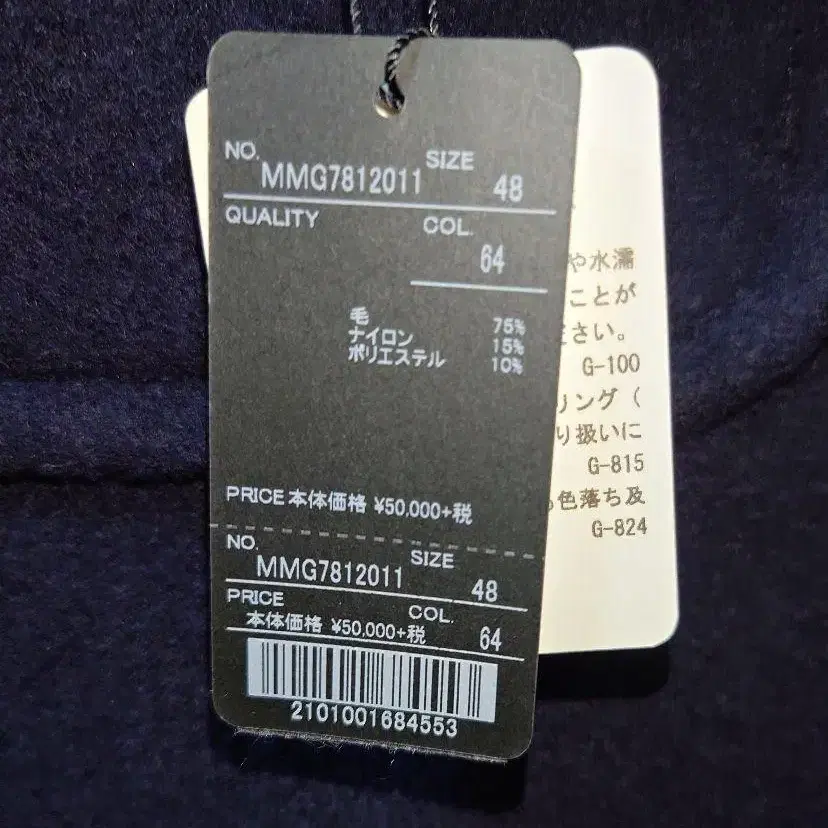 NO. MMG7812011 SIZE 48
QUALITY COL. 64
毛 75%
ナイロン 15%
ポリエステル 10%
PRICE 本体価格 ¥50,000+税
NO. MMG7812011 SIZE 48
PRICE 本体価格 ¥50,000+税 COL. 64
2101001684553
や水濡
ことが
さい。
G-100
リング（
り扱いに
G-815
色落ち及
G-824